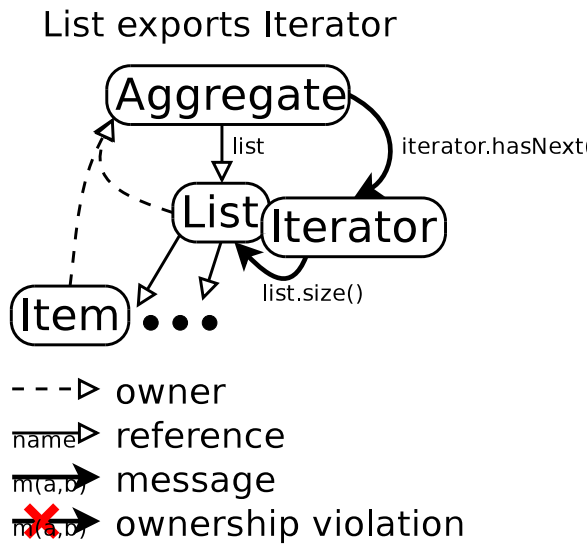 List exports Iterator
Aggregate
list
iterator.hasNext(
List
Iterator
list.size()
Item
owner
name
reference
m(a,b)
message
m(a,b)
ownership violation